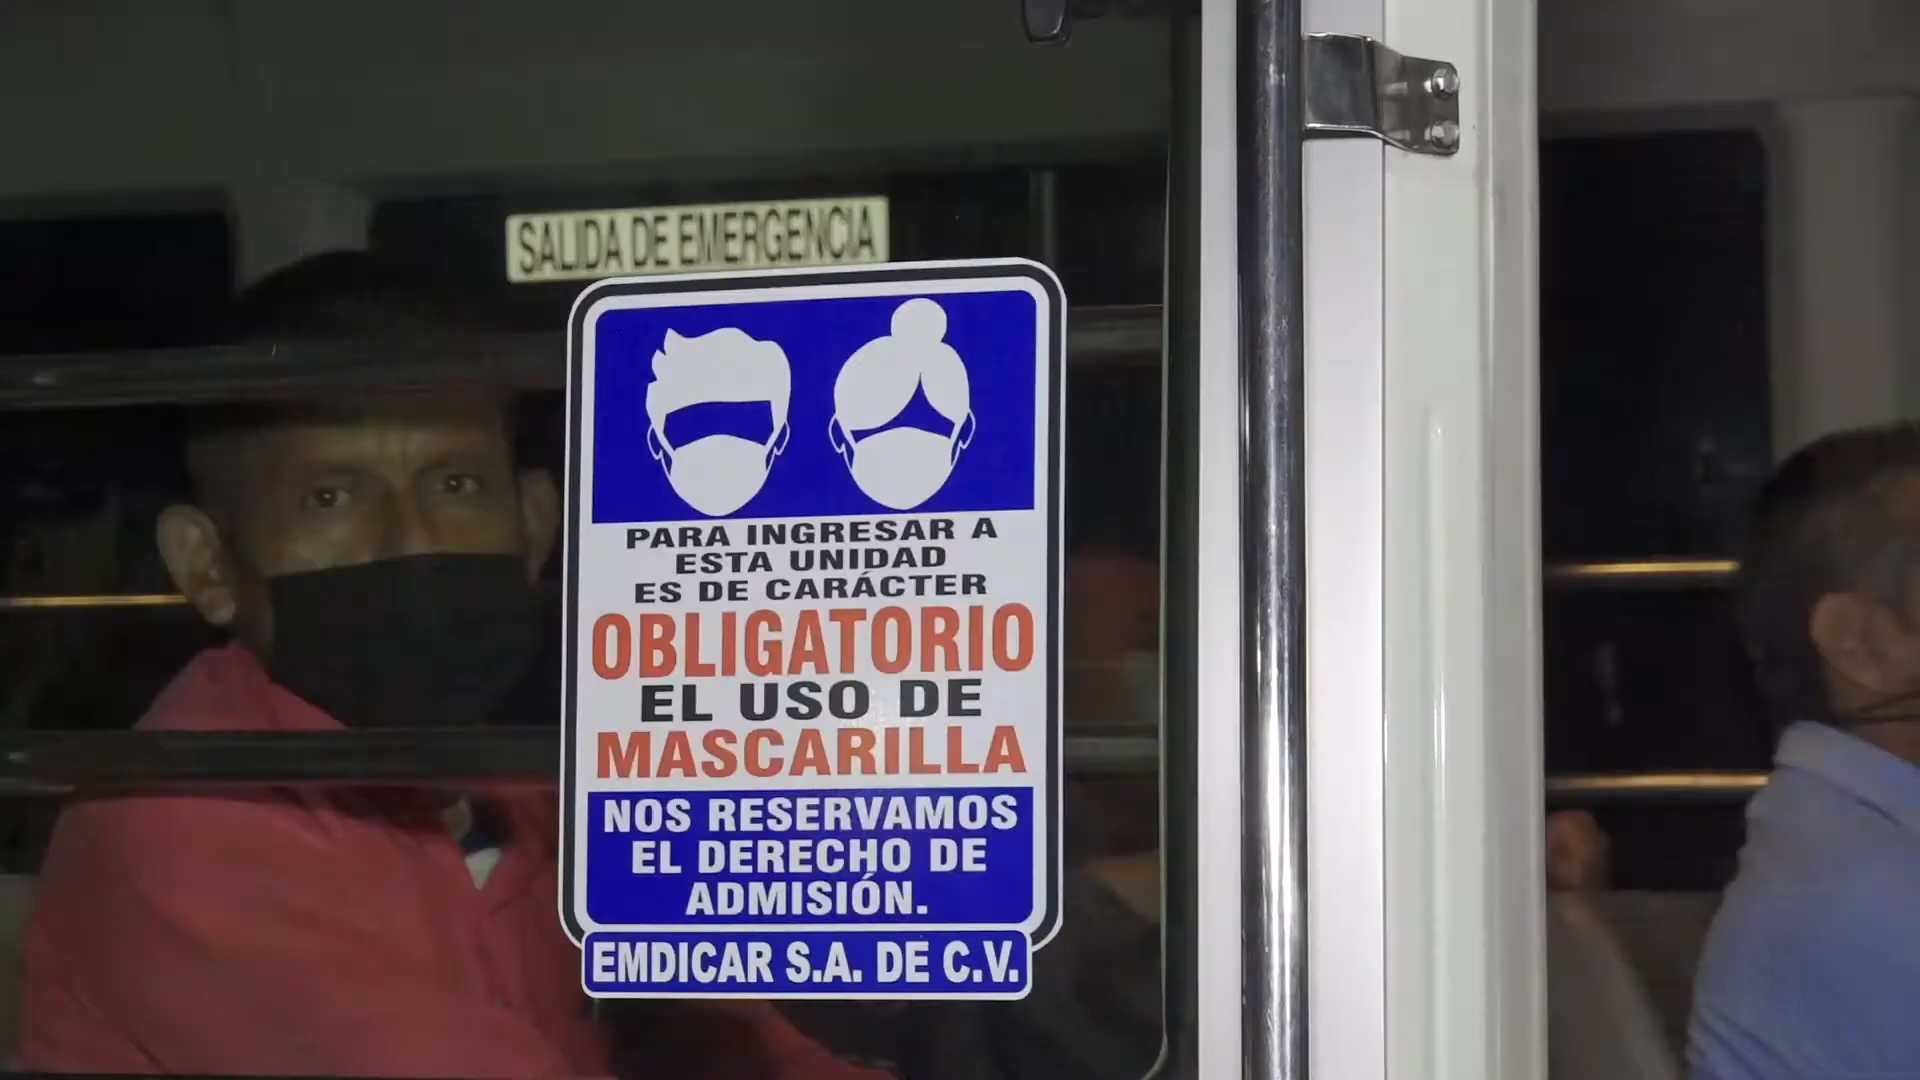 SALIDA DE EMERGENCIA
PARA INGRESAR A
ESTA UNIDAD
ES DE CARÁCTER
OBLIGATORIO
EL USO DE
MASCARILLA
NOS RESERVAMOS
EL DERECHO DE
ADMISIÓN.
EMDICAR S.A. DE C.V.